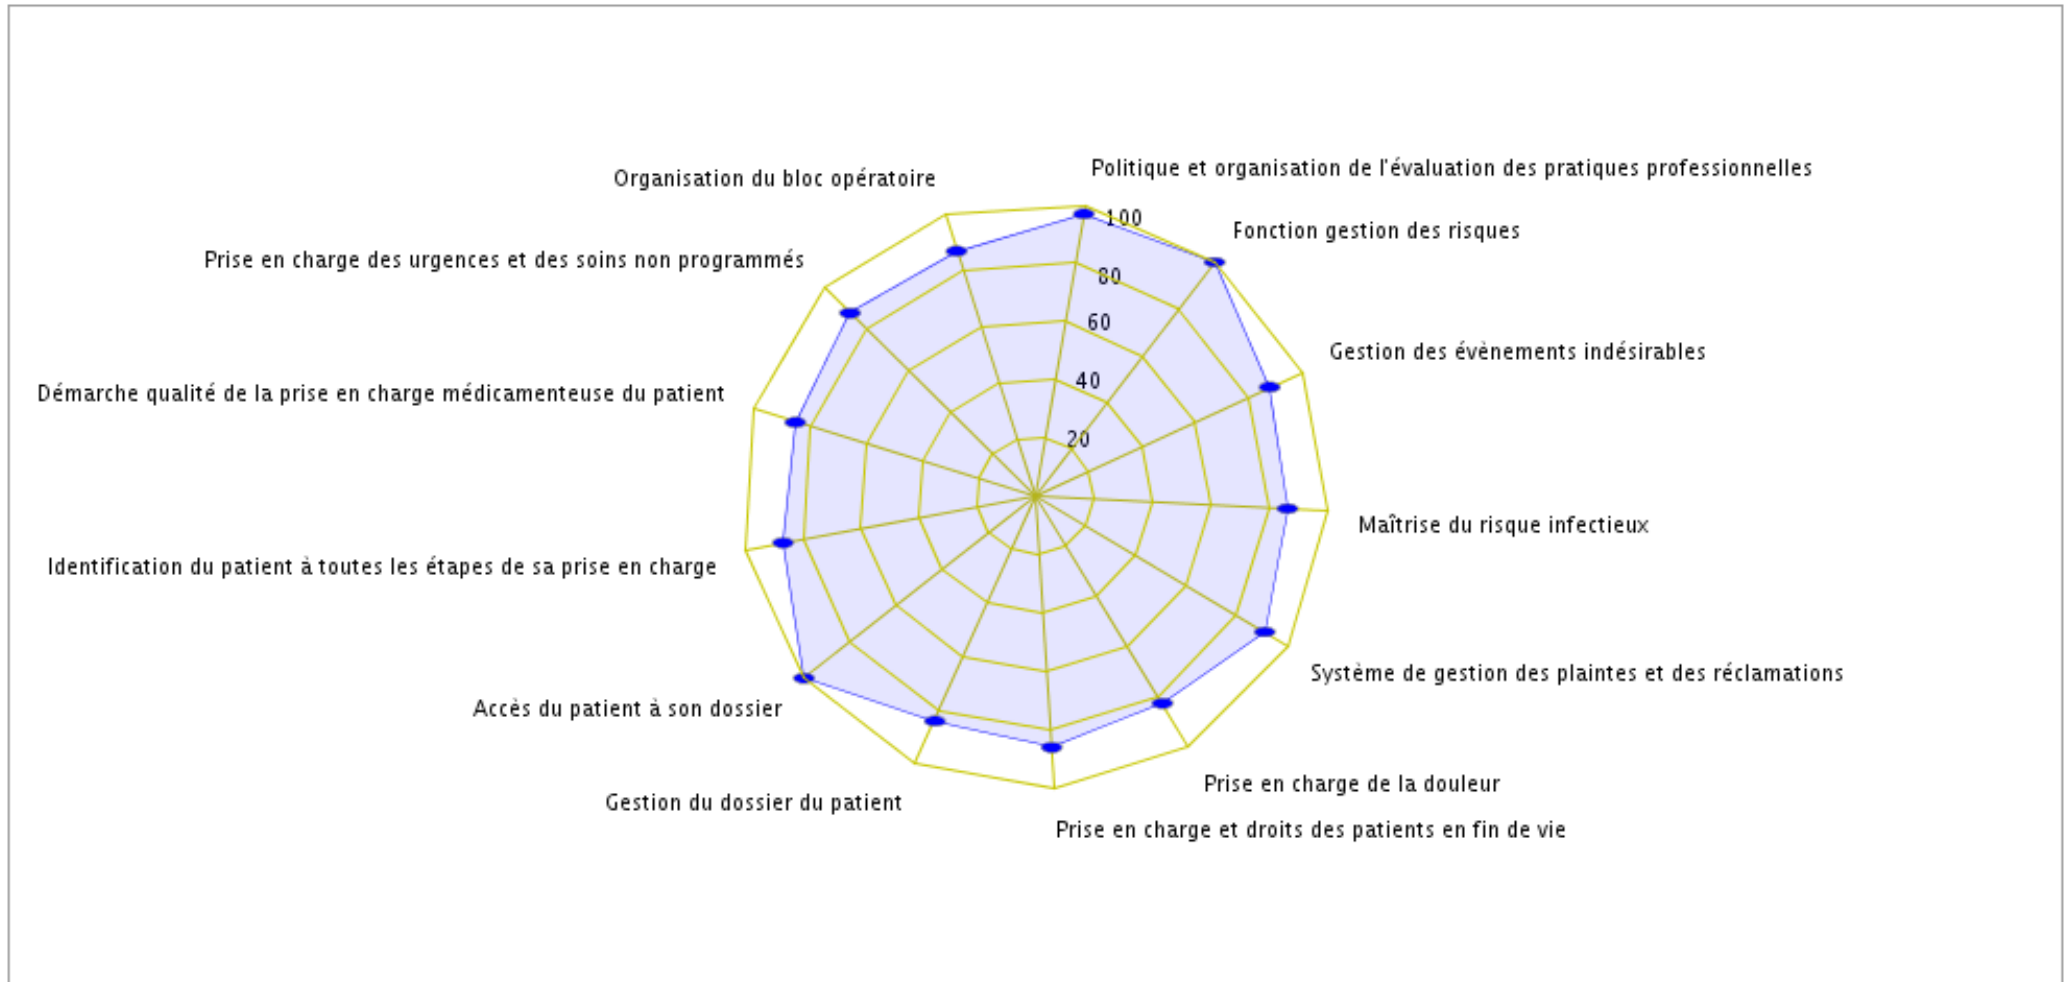 Politique et organisation de l'évaluation des pratiques professionnelles
Organisation du bloc opératoire
100
Fonction gestion des risques
Prise en charge des urgences et des soins non programmés
80
60
Gestion des évènements indésirables
40
Démarche qualité de la prise en charge médicamenteuse du patient
20
Maîtrise du risque infectieux
Identification du patient à toutes les étapes de sa prise en charge
Système de gestion des plaintes et des réclamations
Accès du patient à son dossier
Prise en charge de la douleur
Gestion du dossier du patient
Prise en charge et droits des patients en fin de vie